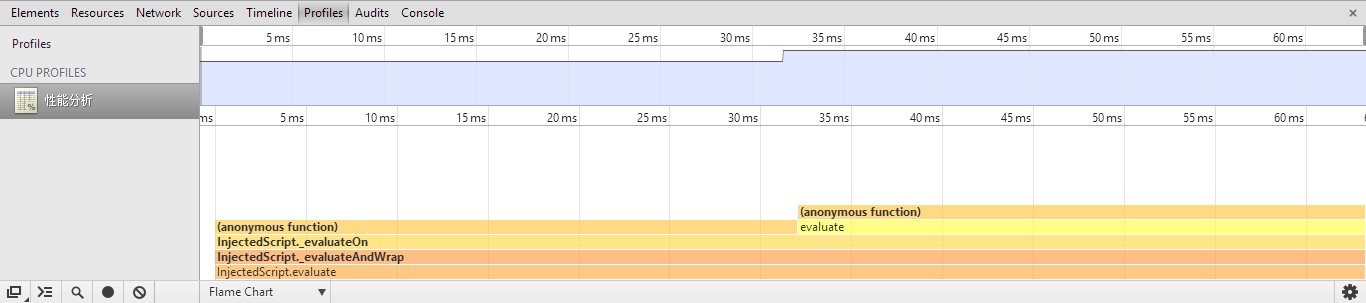 Elements Resources Network Sources Timeline Profiles Audits Console ×
Profiles
CPU PROFILES
性能分析
5 ms 10 ms 15 ms 20 ms 25 ms 30 ms 35 ms 40 ms 45 ms 50 ms 55 ms 60 ms
ms 5 ms 10 ms 15 ms 20 ms 25 ms 30 ms 35 ms 40 ms 45 ms 50 ms 55 ms 60 ms
(anonymous function)
(anonymous function) evaluate
InjectedScript._evaluateOn
InjectedScript._evaluateAndWrap
InjectedScript.evaluate
Flame Chart